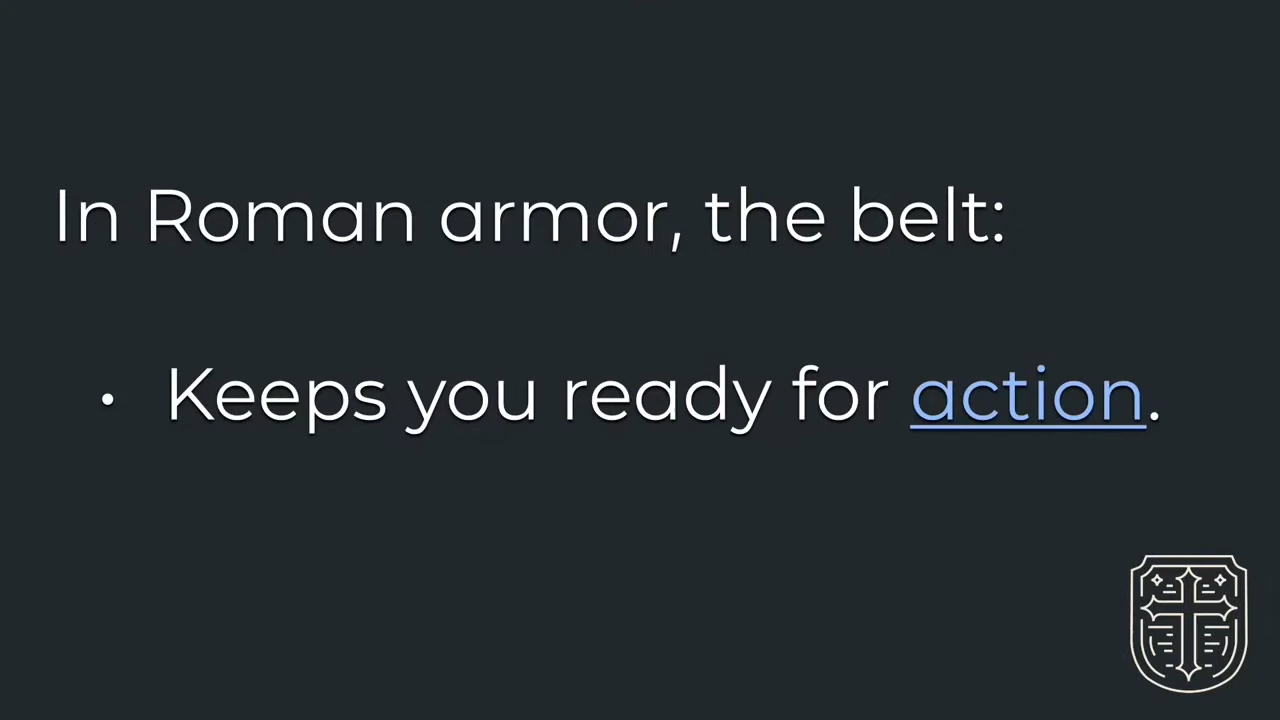 In Roman armor, the belt:
• Keeps you ready for action.